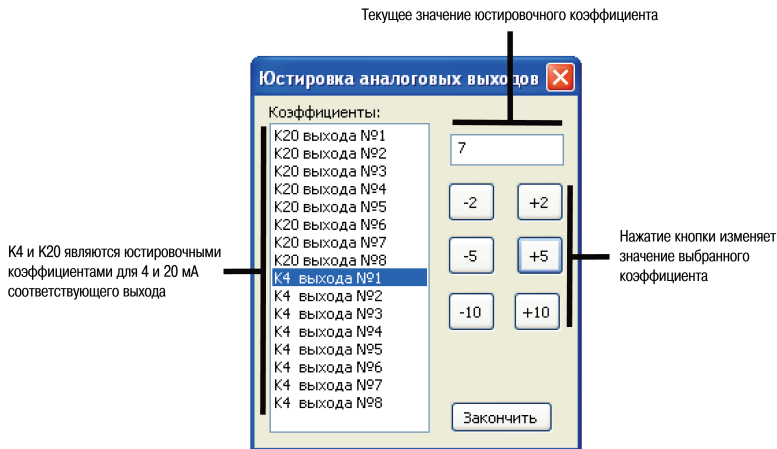 Текущее значение юстировочного коэффициента
Юстировка аналоговых выходов
Коэффициенты:
K20 выхода №1
K20 выхода №2
K20 выхода №3
K20 выхода №4
K20 выхода №5
K20 выхода №6
K20 выхода №7
K20 выхода №8
K4 выхода №1
K4 выхода №2
K4 выхода №3
K4 выхода №4
K4 выхода №5
K4 выхода №6
K4 выхода №7
K4 выхода №8
7
-2 +2
-5 +5
-10 +10
Закончить
К4 и К20 являются юстировочными
коэффициентами для 4 и 20 мА
соответствующего выхода
Нажатие кнопки изменяет
значение выбранного
коэффициента